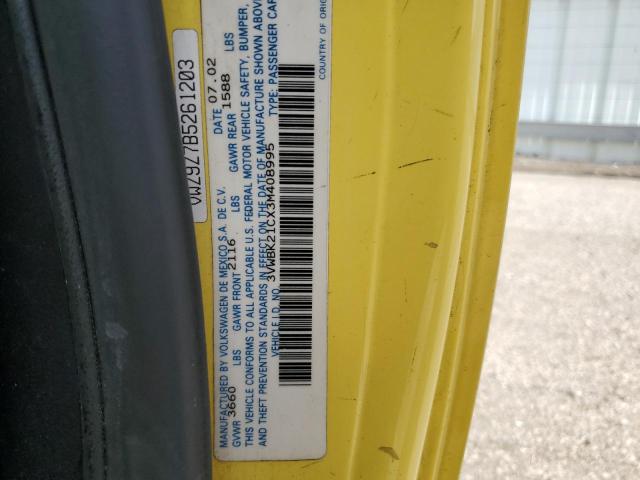 VWZ9Z7B5261203
MANUFACTURED BY VOLKSWAGEN DE MEXICO S.A. DE C.V. DATE 07.02
GVWR 3660 LBS GAWR FRONT 2116 LBS GAWR REAR 1588 LBS
THIS VEHICLE CONFORMS TO ALL APPLICABLE U.S. FEDERAL MOTOR VEHICLE SAFETY, BUMPER,
AND THEFT PREVENTION STANDARDS IN EFFECT ON THE DATE OF MANUFACTURE SHOWN ABOVE
VEHICLE I.D. NO. 3VWBK21CX3M408995 TYPE: PASSENGER CAR
COUNTRY OF ORIG